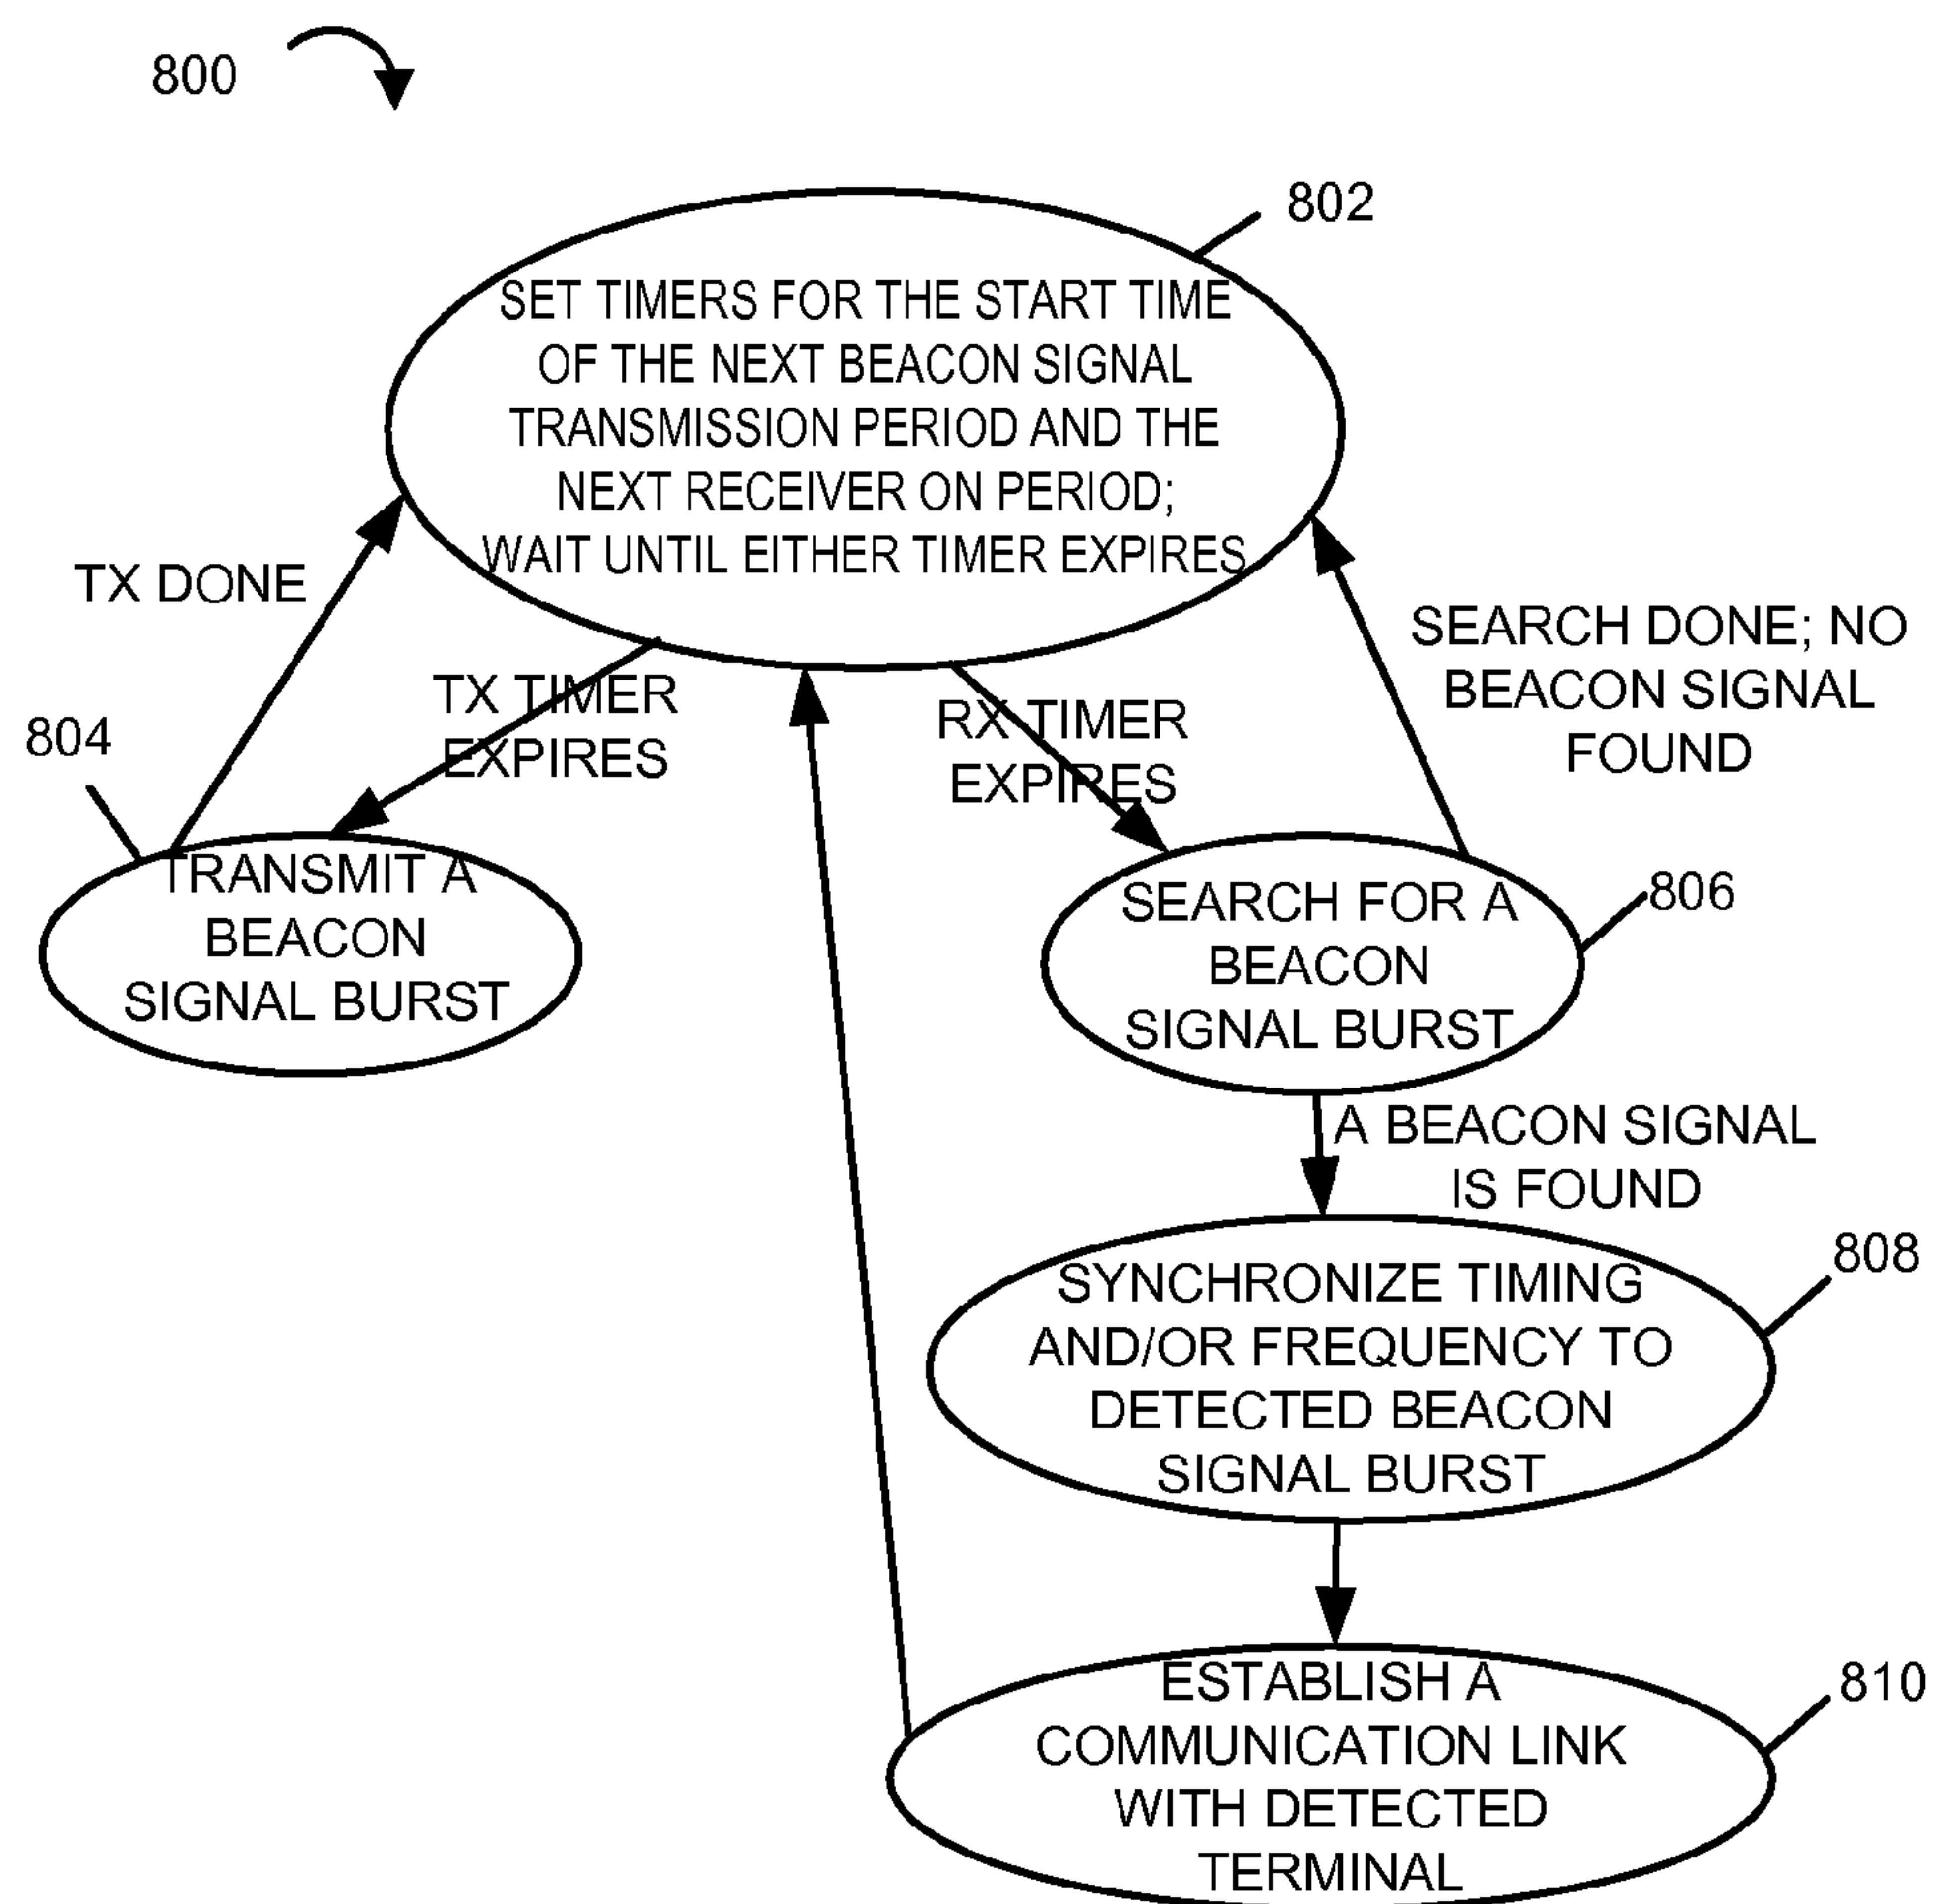 800
802
SET TIMERS FOR THE START TIME
OF THE NEXT BEACON SIGNAL
TRANSMISSION PERIOD AND THE
NEXT RECEIVER ON PERIOD;
WAIT UNTIL EITHER TIMER EXPIRES
TX DONE
TX TIMER
EXPIRES
RX TIMER
EXPIRES
SEARCH DONE; NO
BEACON SIGNAL
FOUND
804
TRANSMIT A
BEACON
SIGNAL BURST
806
SEARCH FOR A
BEACON
SIGNAL BURST
A BEACON SIGNAL
IS FOUND
808
SYNCHRONIZE TIMING
AND/OR FREQUENCY TO
DETECTED BEACON
SIGNAL BURST
810
ESTABLISH A
COMMUNICATION LINK
WITH DETECTED
TERMINAL